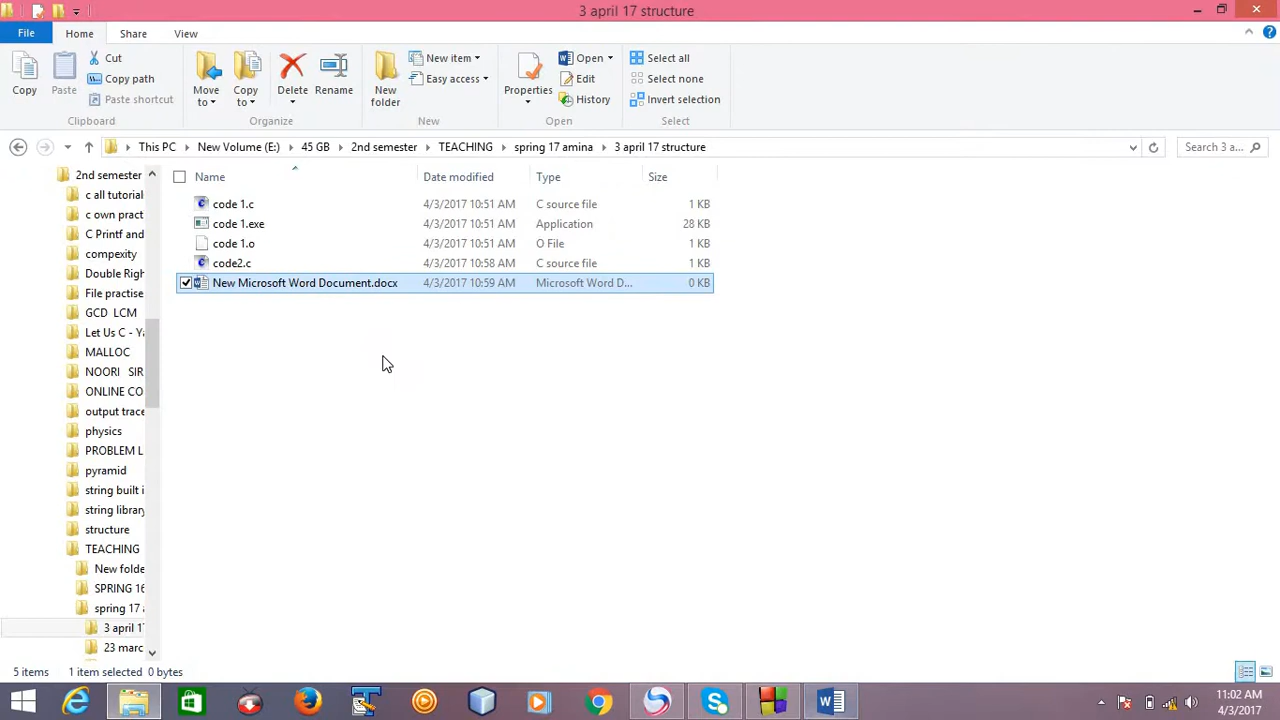 3 april 17 structure
File
Home
Share
View
Copy
Paste
Cut
Copy path
Paste shortcut
Clipboard
Move to
Copy to
Delete
Rename
Organize
New folder
New item
Easy access
New
Properties
Open
Edit
History
Open
Select all
Select none
Invert selection
Select
This PC
New Volume (E:)
45 GB
2nd semester
TEACHING
spring 17 amina
3 april 17 structure
Search 3 a...
2nd semester
c all tutorial
c own pract
C Printf and
compexity
Double Righ
File practise
GCD LCM
Let Us C - Ya
MALLOC
NOORI SIR
ONLINE CO
output trace
physics
PROBLEM L
pyramid
string built i
string library
structure
TEACHING
New folde
SPRING 16
spring 17 a
3 april 17
23 marc
Name Date modified Type Size
code 1.c 4/3/2017 10:51 AM C source file 1 KB
code 1.exe 4/3/2017 10:51 AM Application 28 KB
code 1.o 4/3/2017 10:51 AM O File 1 KB
code2.c 4/3/2017 10:58 AM C source file 1 KB
New Microsoft Word Document.docx 4/3/2017 10:59 AM Microsoft Word D... 0 KB
5 items 1 item selected 0 bytes
11:02 AM
4/3/2017